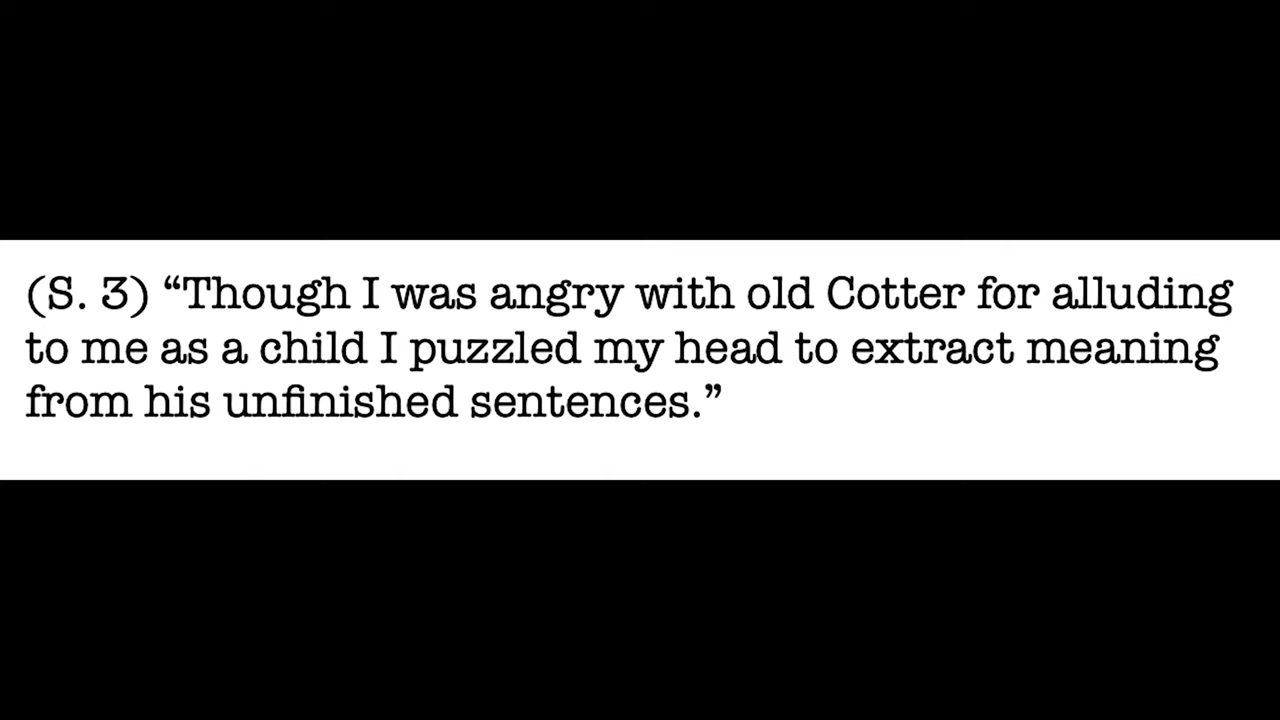 (S. 3) “Though I was angry with old Cotter for alluding
to me as a child I puzzled my head to extract meaning
from his unfinished sentences.”